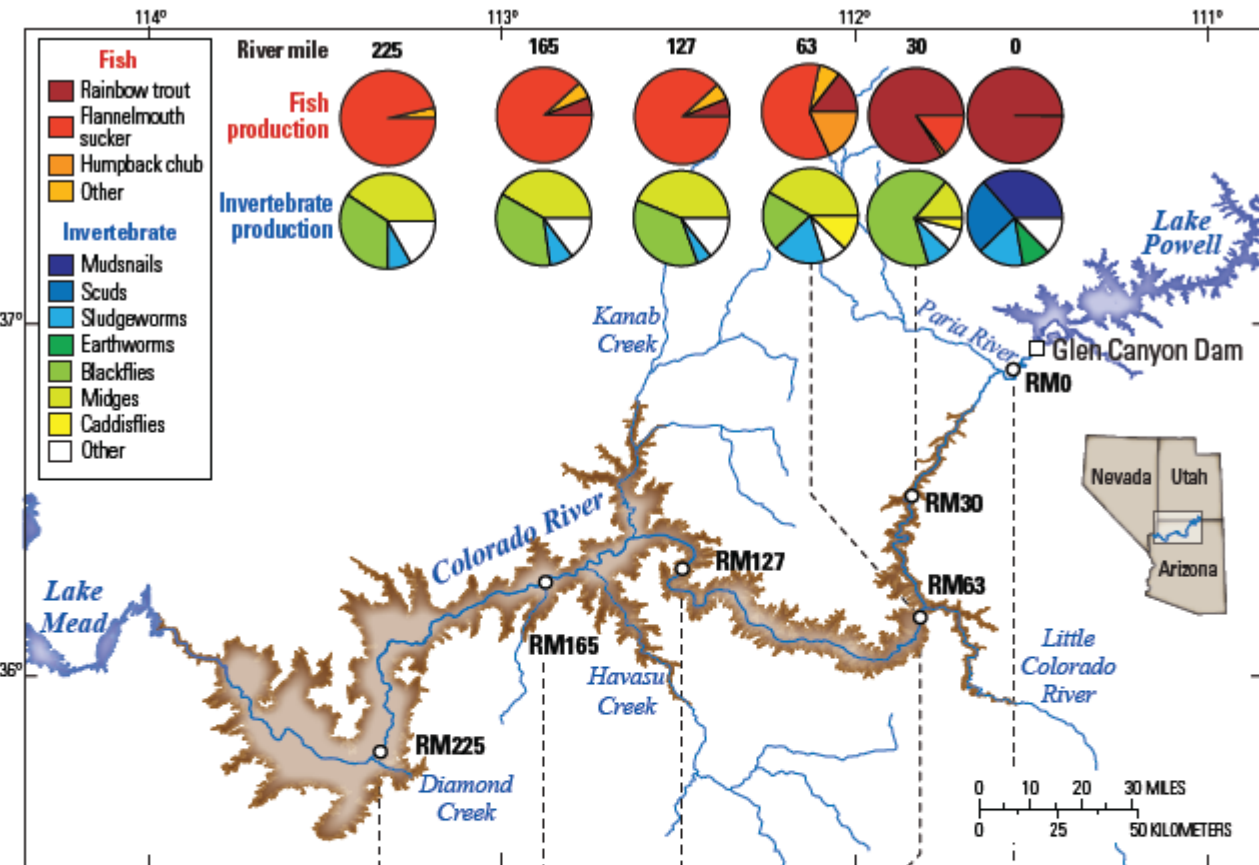 114° 113° 112° 111°
River mile 225 165 127 63 30 0
Fish
production
Invertebrate
production
Fish
Rainbow trout
Flannelmouth
sucker
Humpback chub
Other
Invertebrate
Mudsnails
Scuds
Sludgeworms
Earthworms
Blackflies
Midges
Caddisflies
Other
37°
36°
Lake
Powell
Kanab
Creek
Paria River
Glen Canyon Dam
RM0
Nevada Utah
Arizona
RM30
Colorado River
RM127
RM63
Lake
Mead
RM165
Havasu
Creek
Little
Colorado
River
RM225
Diamond
Creek
0 10 20 30 MILES
0 25 50 KILOMETERS